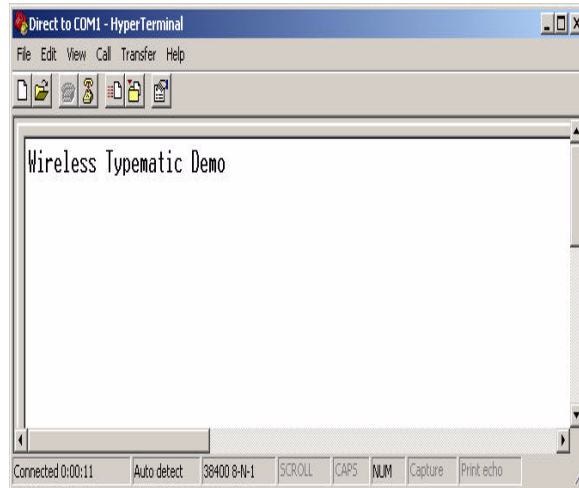 Direct to COM1 - HyperTerminal
File Edit View Call Transfer Help
Wireless Typematic Demo
Connected 0:00:11 Auto detect 38400 8-N-1 SCROLL CAPS NUM Capture Print echo